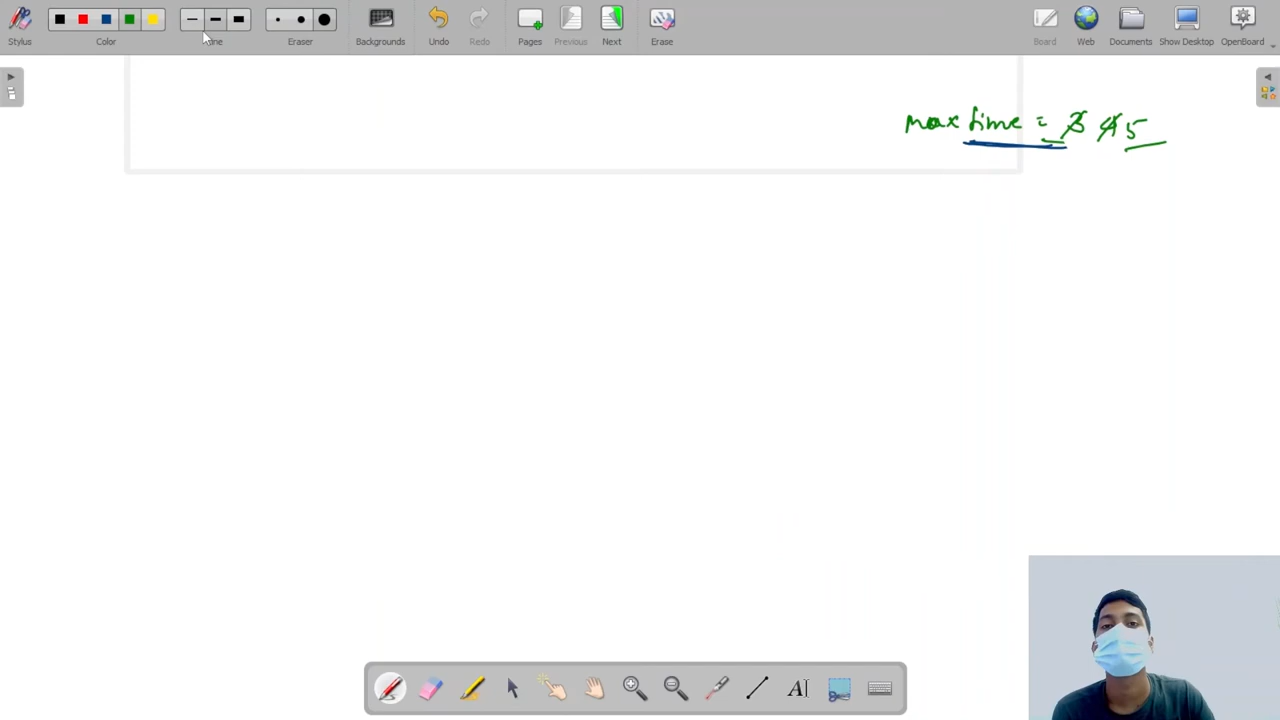 Stylus Color Line Eraser Backgrounds Undo Redo Pages Previous Next Erase Board Web Documents Show Desktop OpenBoard
max time = 3 4 5
A